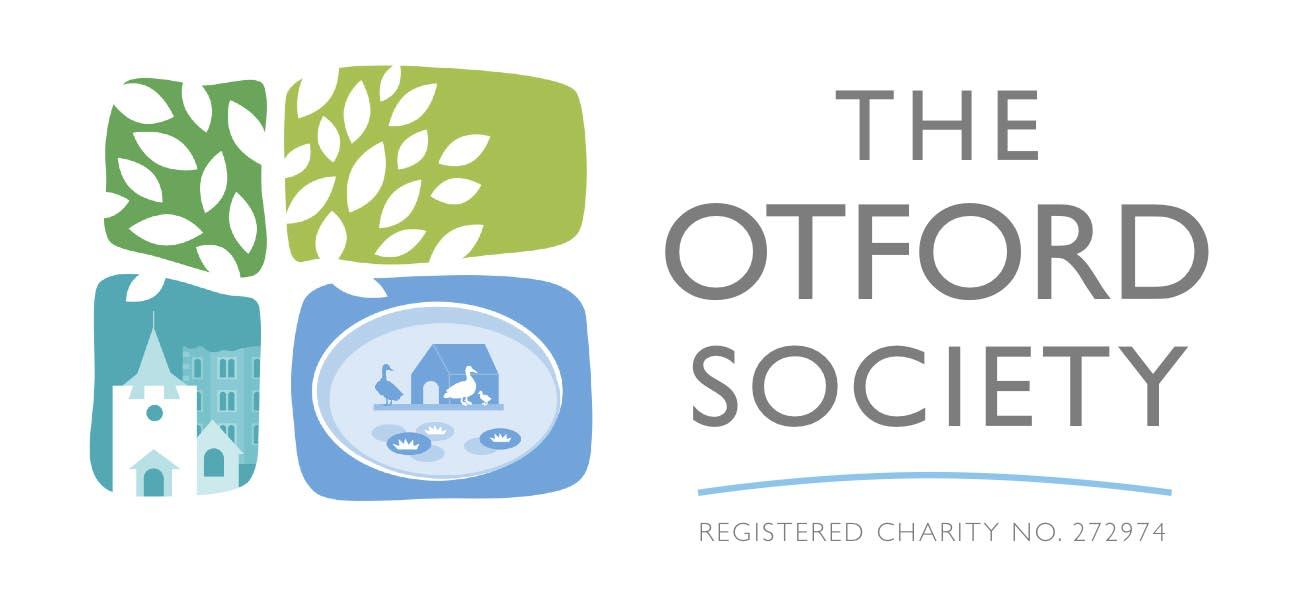 THE
OTFORD
SOCIETY
REGISTERED CHARITY NO. 272974